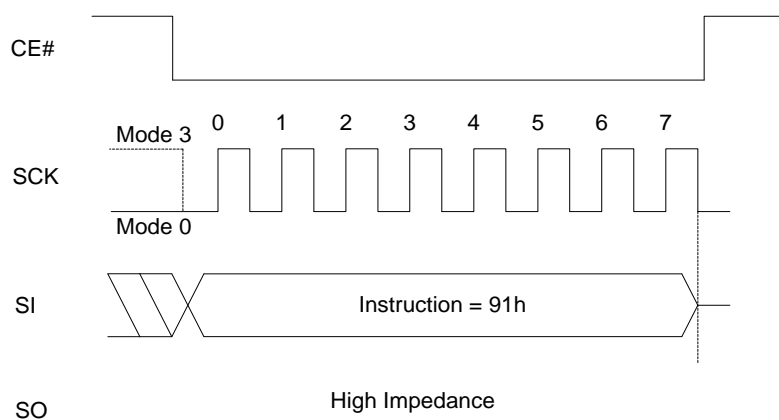 CE#
0 1 2 3 4 5 6 7
Mode 3
SCK
Mode 0
SI
Instruction = 91h
SO
High Impedance